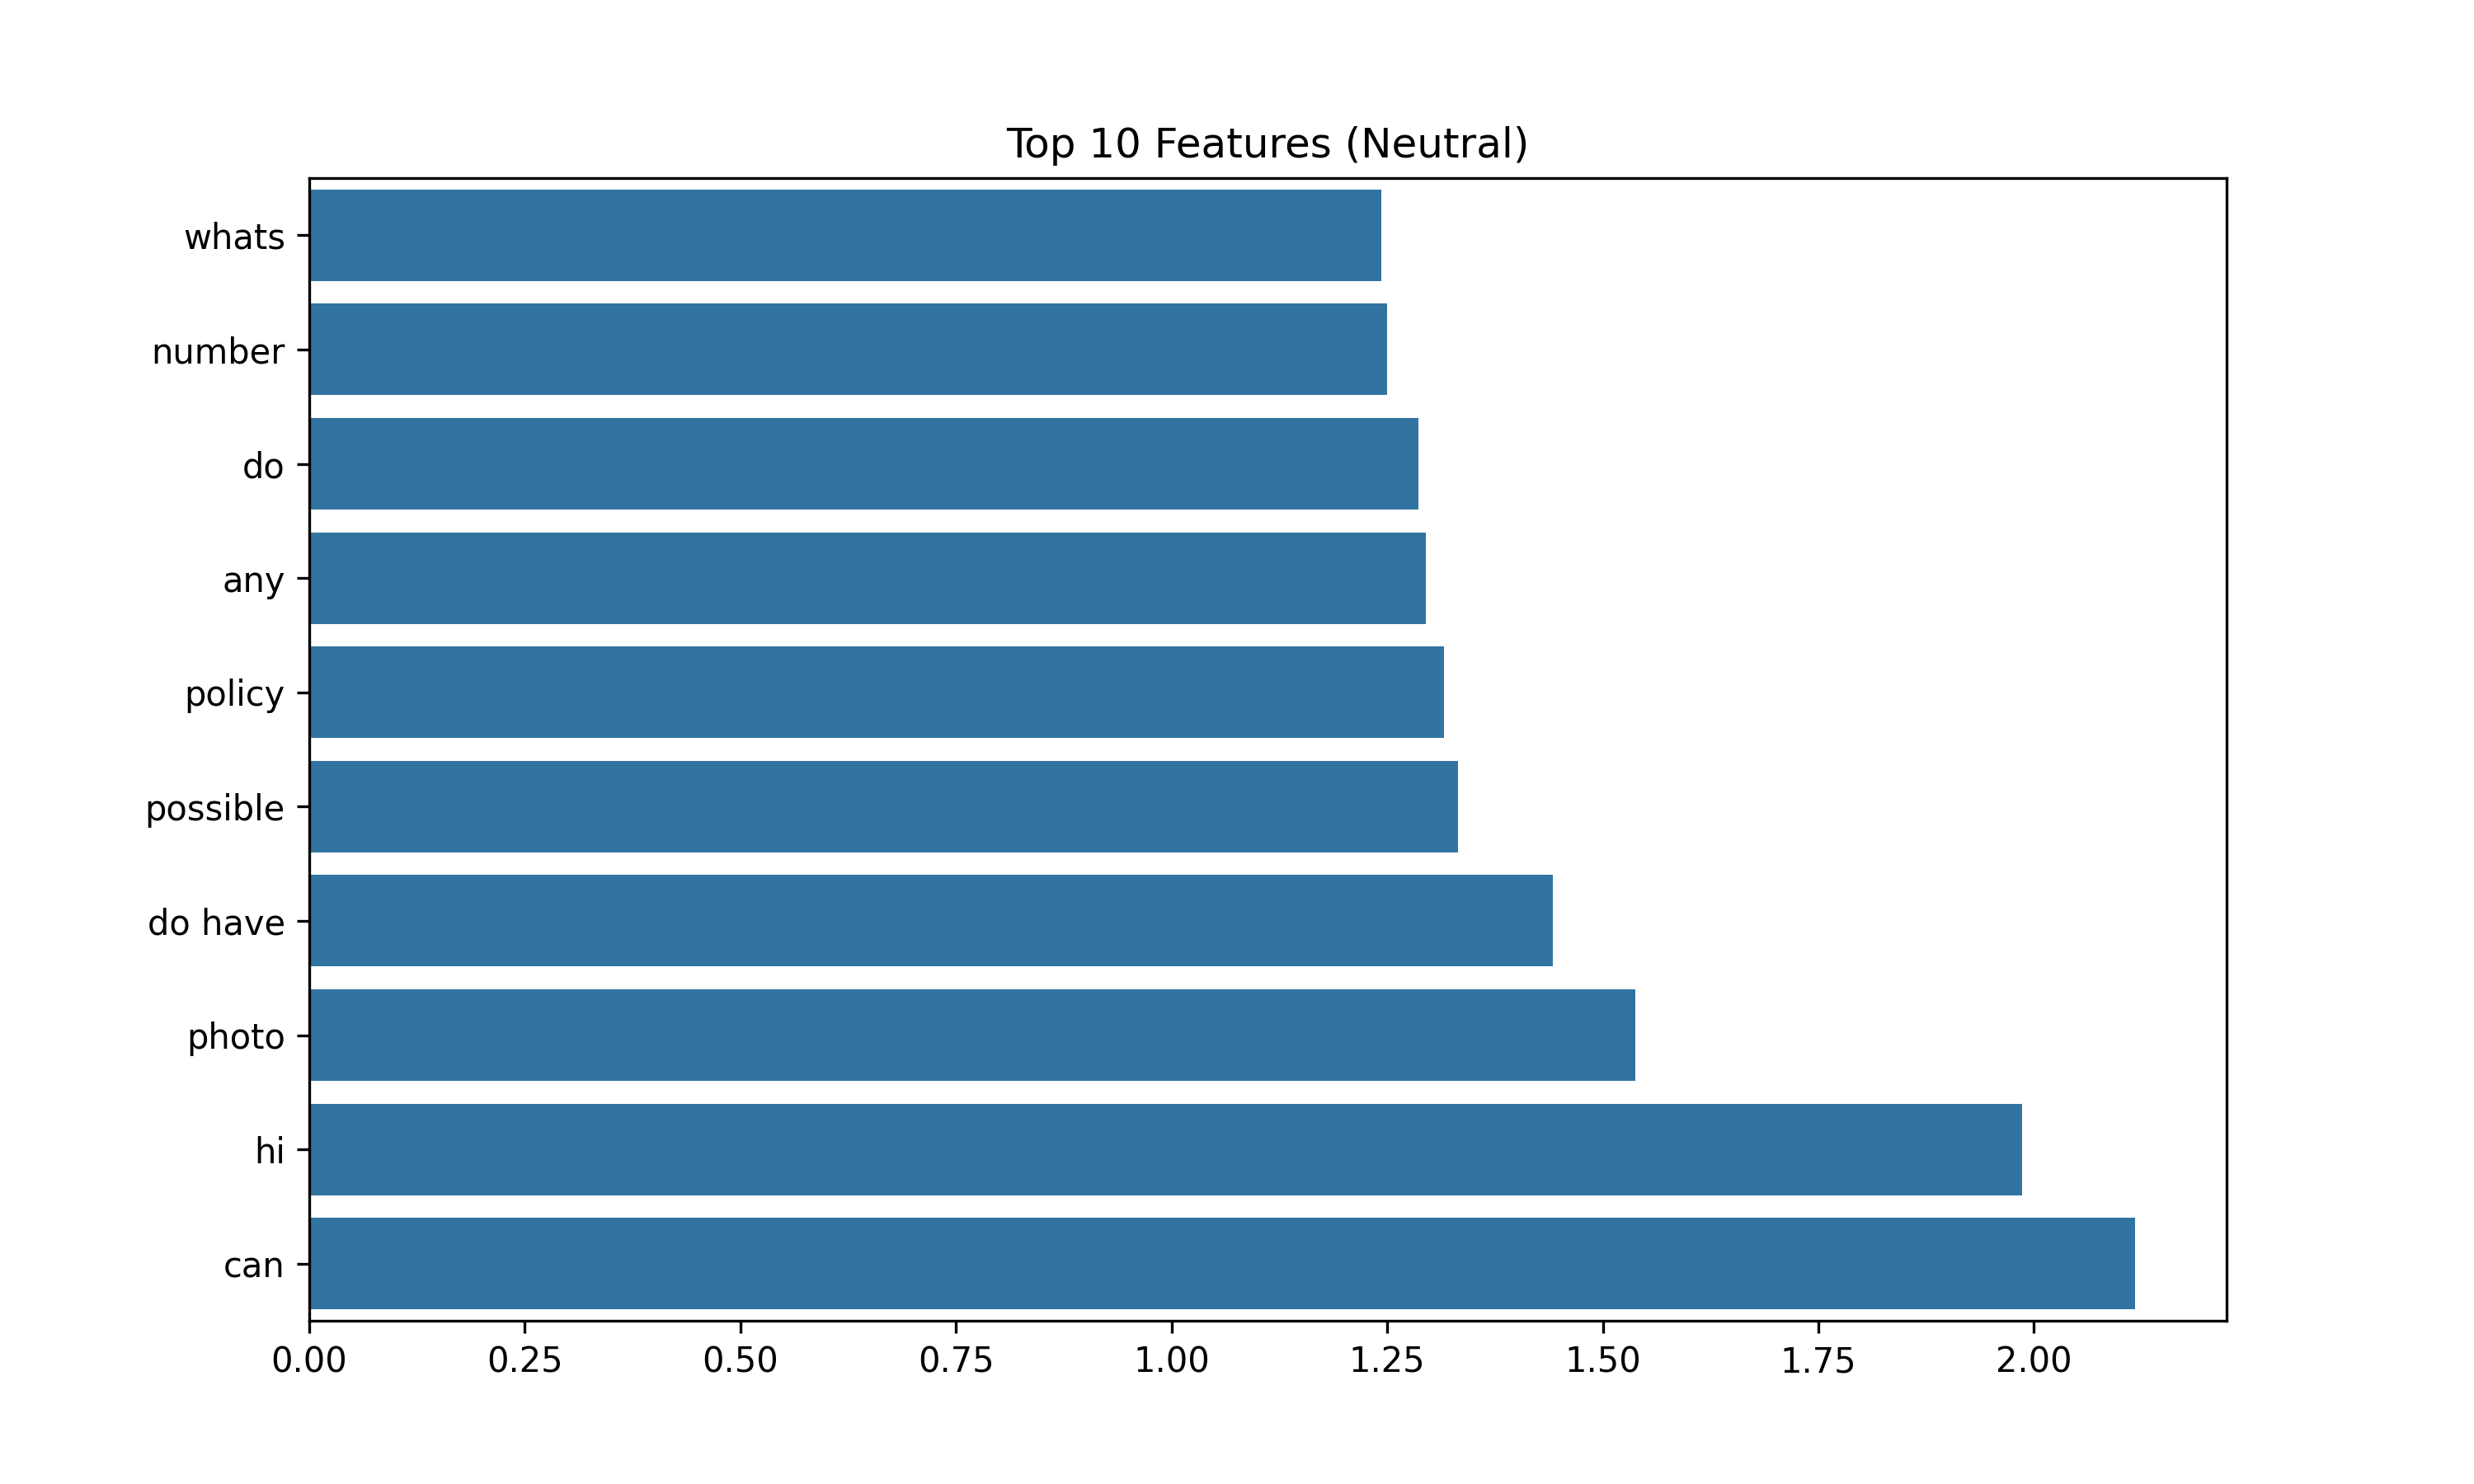 Top 10 Features (Neutral)
whats
number
do
any
policy
possible
do have
photo
hi
can
0.00 0.25 0.50 0.75 1.00 1.25 1.50 1.75 2.00